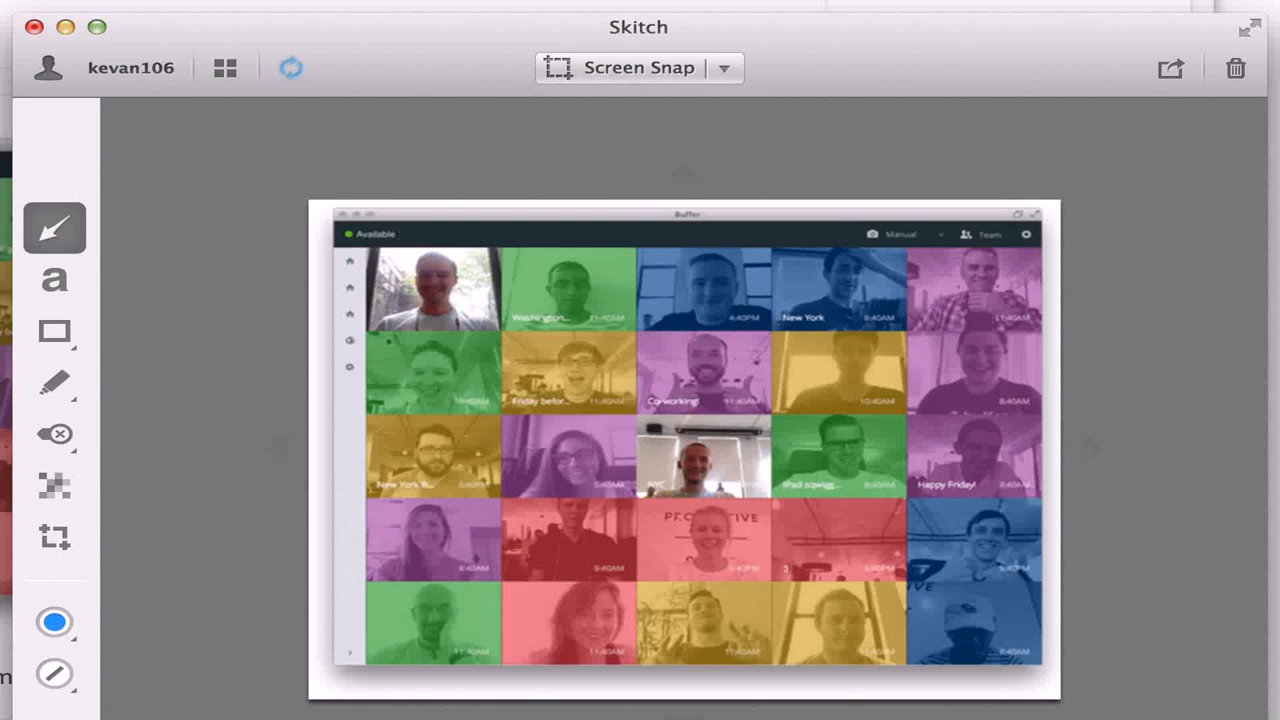 Skitch
kevan106
Screen Snap
a
Buffer
Available
Manual
Team
Washington... 11:40AM
4:40PM
New York 8:40AM
11:40AM
10:40AM
Friday befor... 11:40AM
Co-working! 11:40AM
10:40AM
8:40AM
New York R...
5:40AM
NYC
IPad sqwigg... 8:40AM
Happy Friday!
8:40AM
9:40AM
5:40PM
5:40PM
5:40PM
11:40AM
11:40AM
11:40AM
11:40AM
8:40AM
m